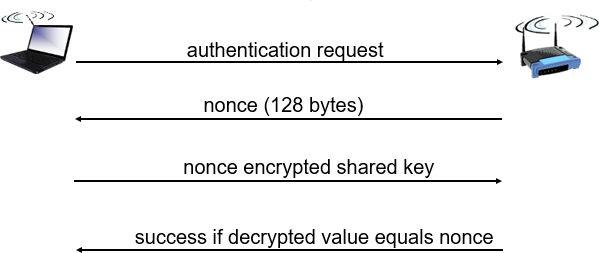 authentication request
nonce (128 bytes)
nonce encrypted shared key
success if decrypted value equals nonce